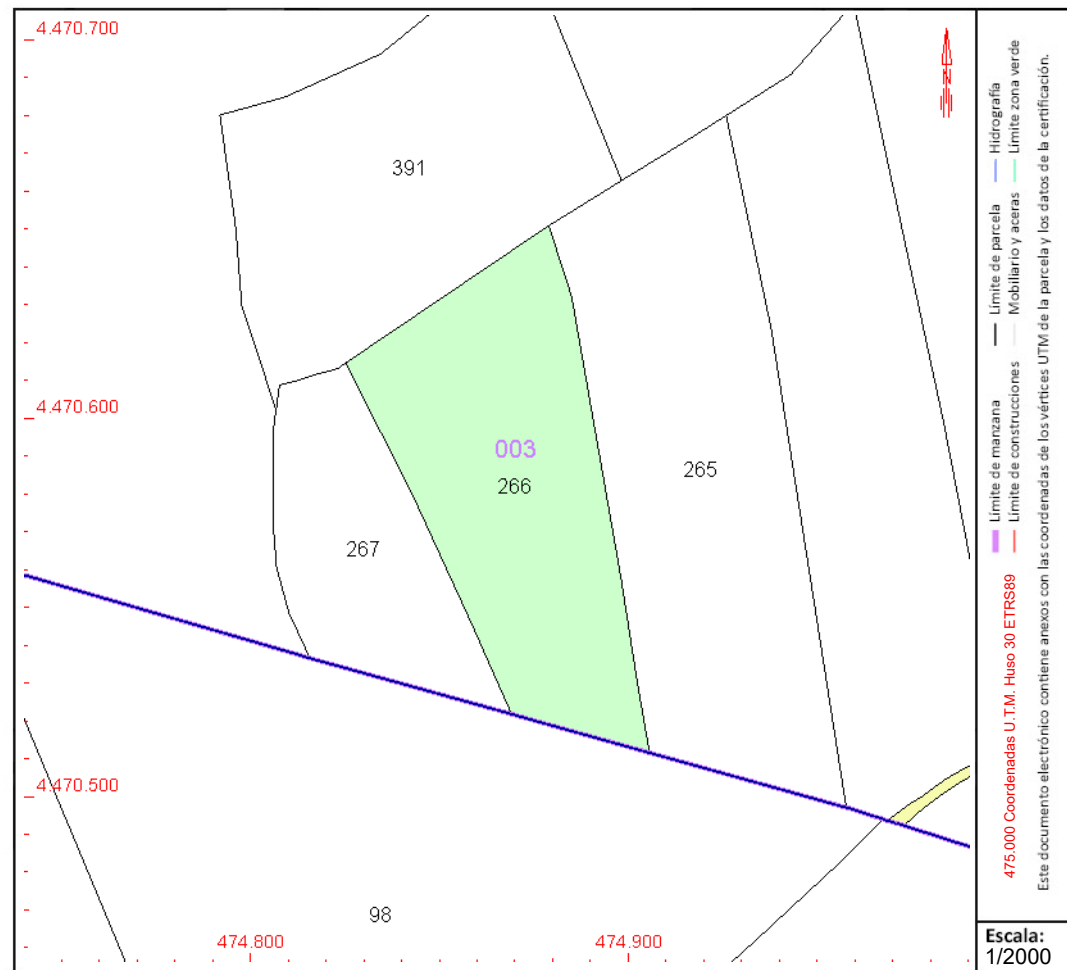 4.470.700
391
4.470.600
003
266
265
267
4.470.500
98
474.800
474.900
N
Límite de manzana
Límite de parcela
Hidrografía
Límite de construcciones
Mobiliario y aceras
Límite zona verde
475.000 Coordenadas U.T.M. Huso 30 ETRS89
Este documento electrónico contiene anexos con las coordenadas de los vértices UTM de la parcela y los datos de la certificación.
Escala:
1/2000